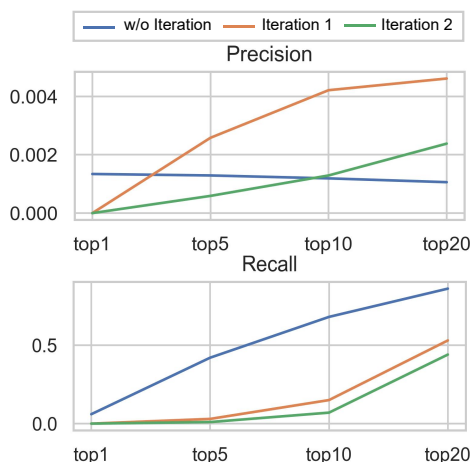 w/o Iteration Iteration 1 Iteration 2
Precision
0.004
0.002
0.000
top1 top5 top10 top20
Recall
0.5
0.0
top1 top5 top10 top20